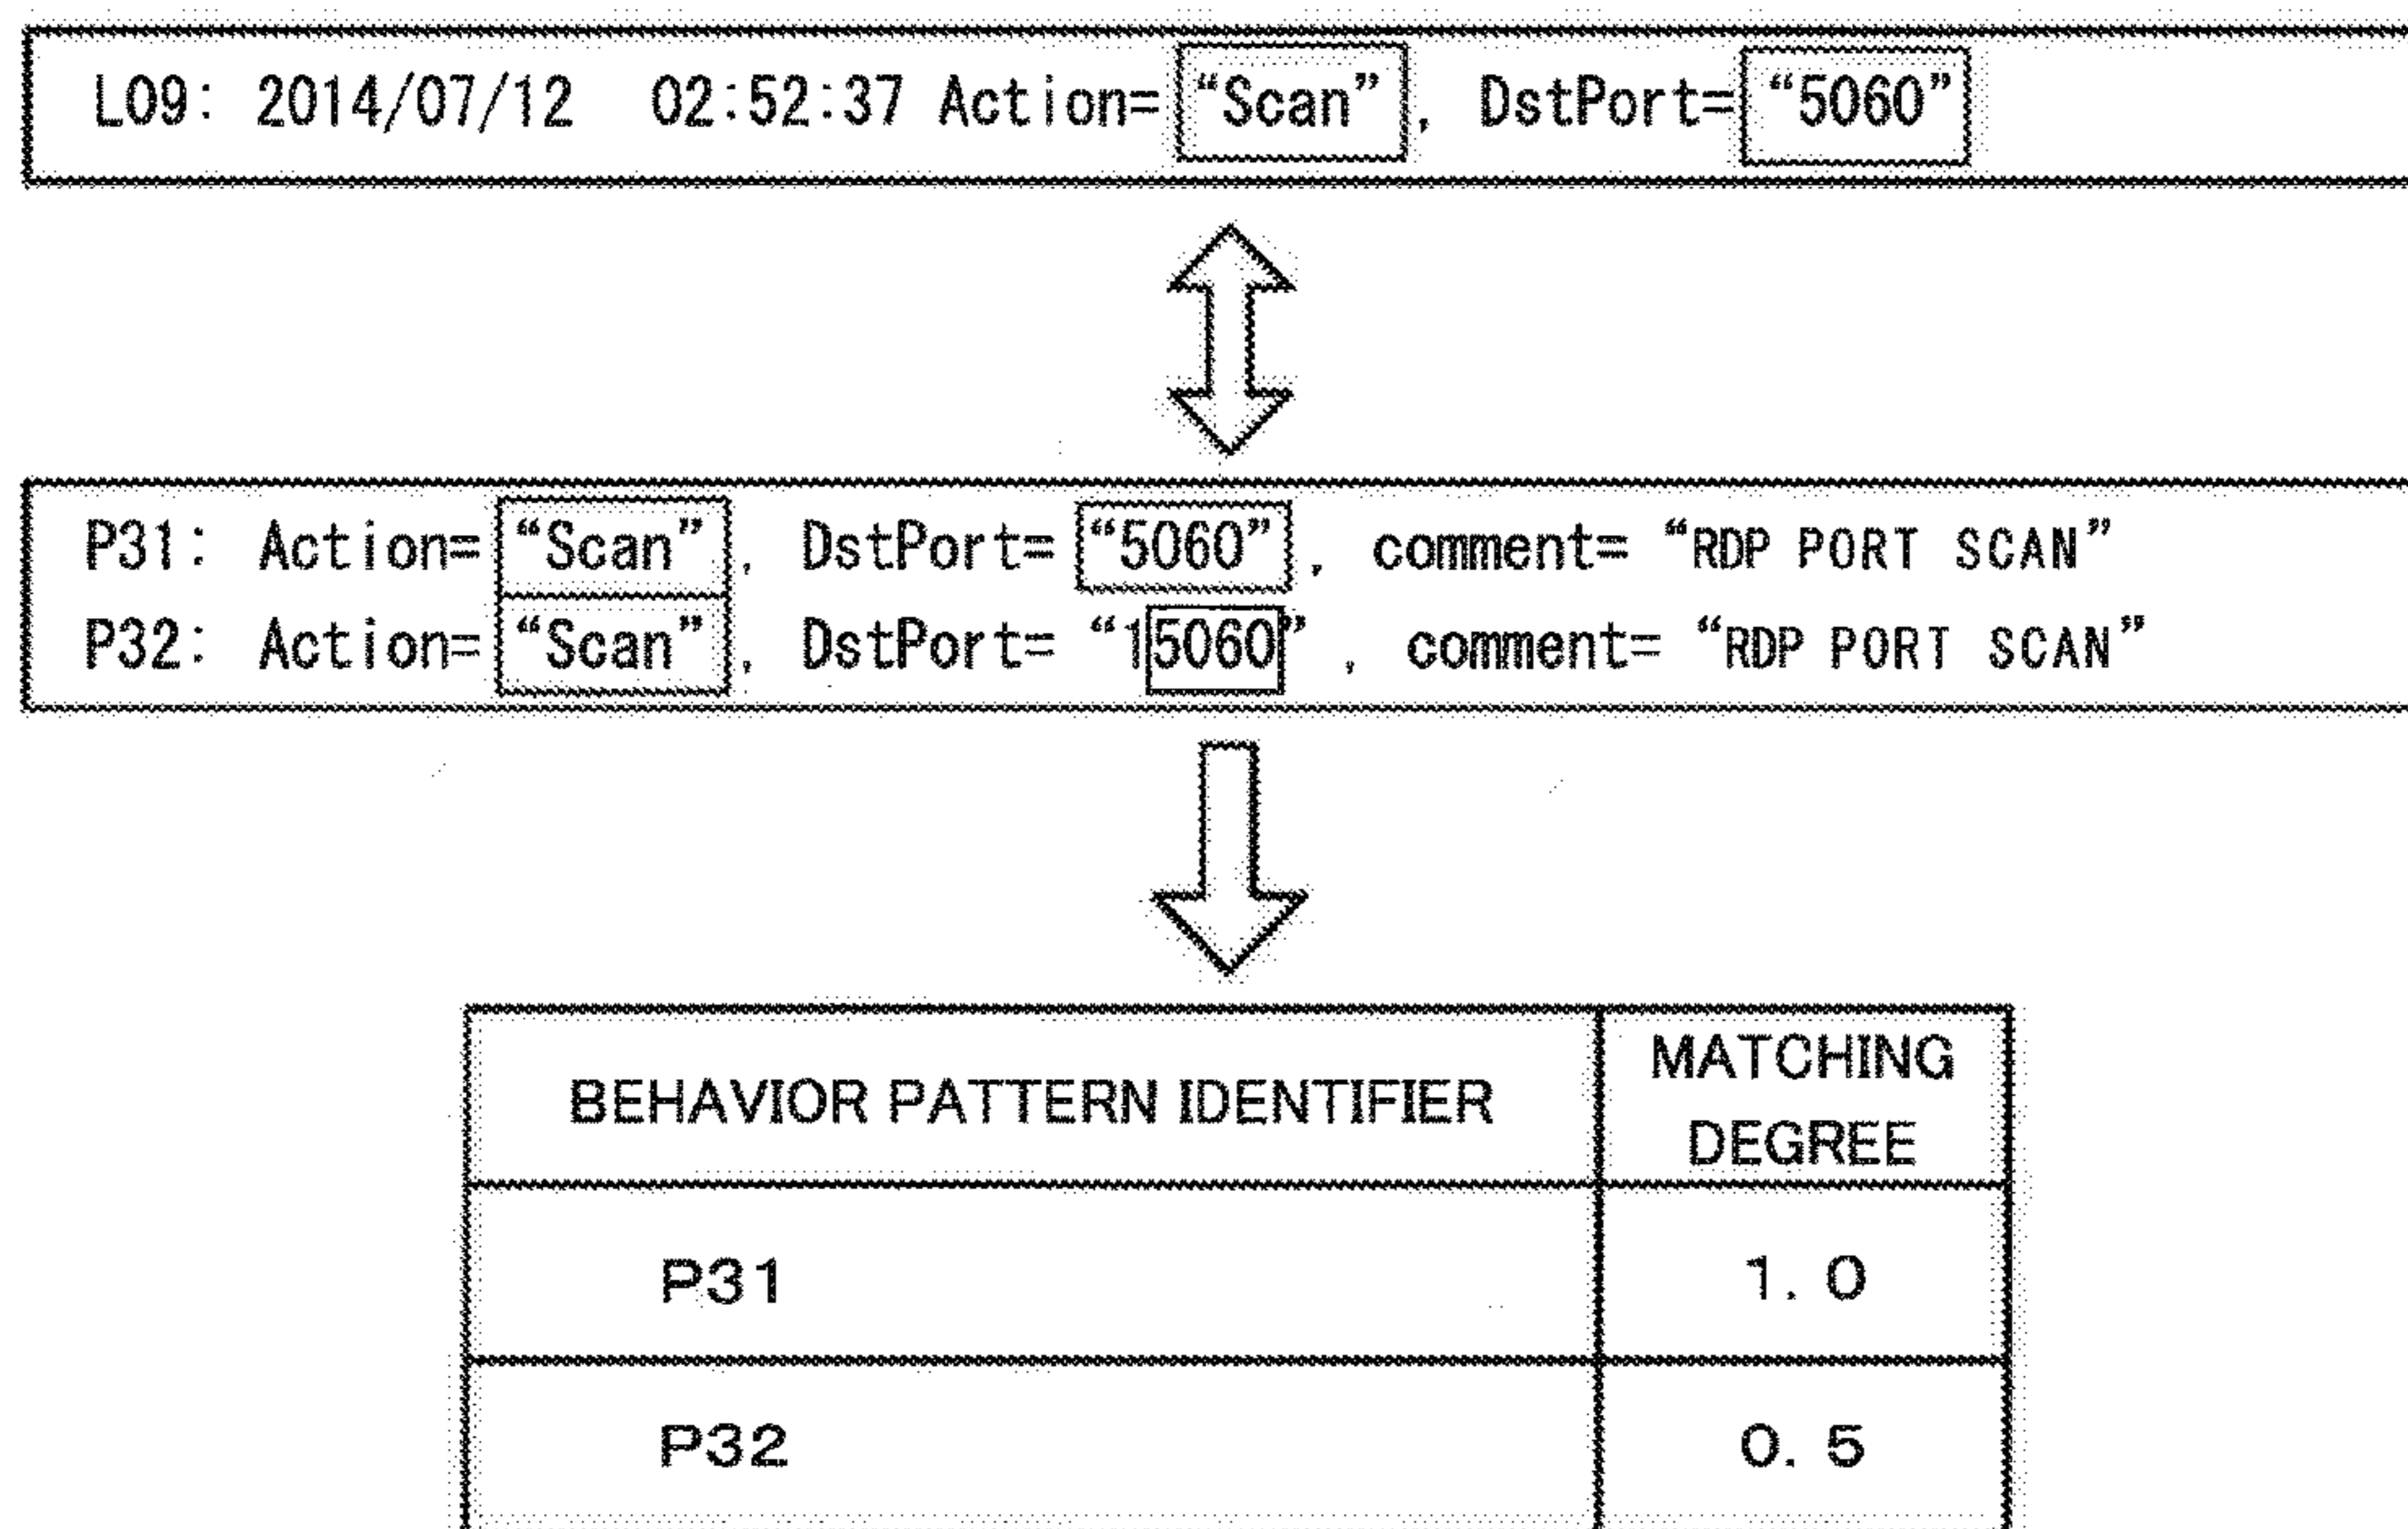 L09: 2014/07/12 02:52:37 Action= “Scan”, DstPort= “5060”
P31: Action= “Scan”, DstPort= “5060”, comment= “RDP PORT SCAN”
P32: Action= “Scan”, DstPort= “15060” , comment= “RDP PORT SCAN”
BEHAVIOR PATTERN IDENTIFIER
MATCHING
DEGREE
P31 1.0
P32 0.5